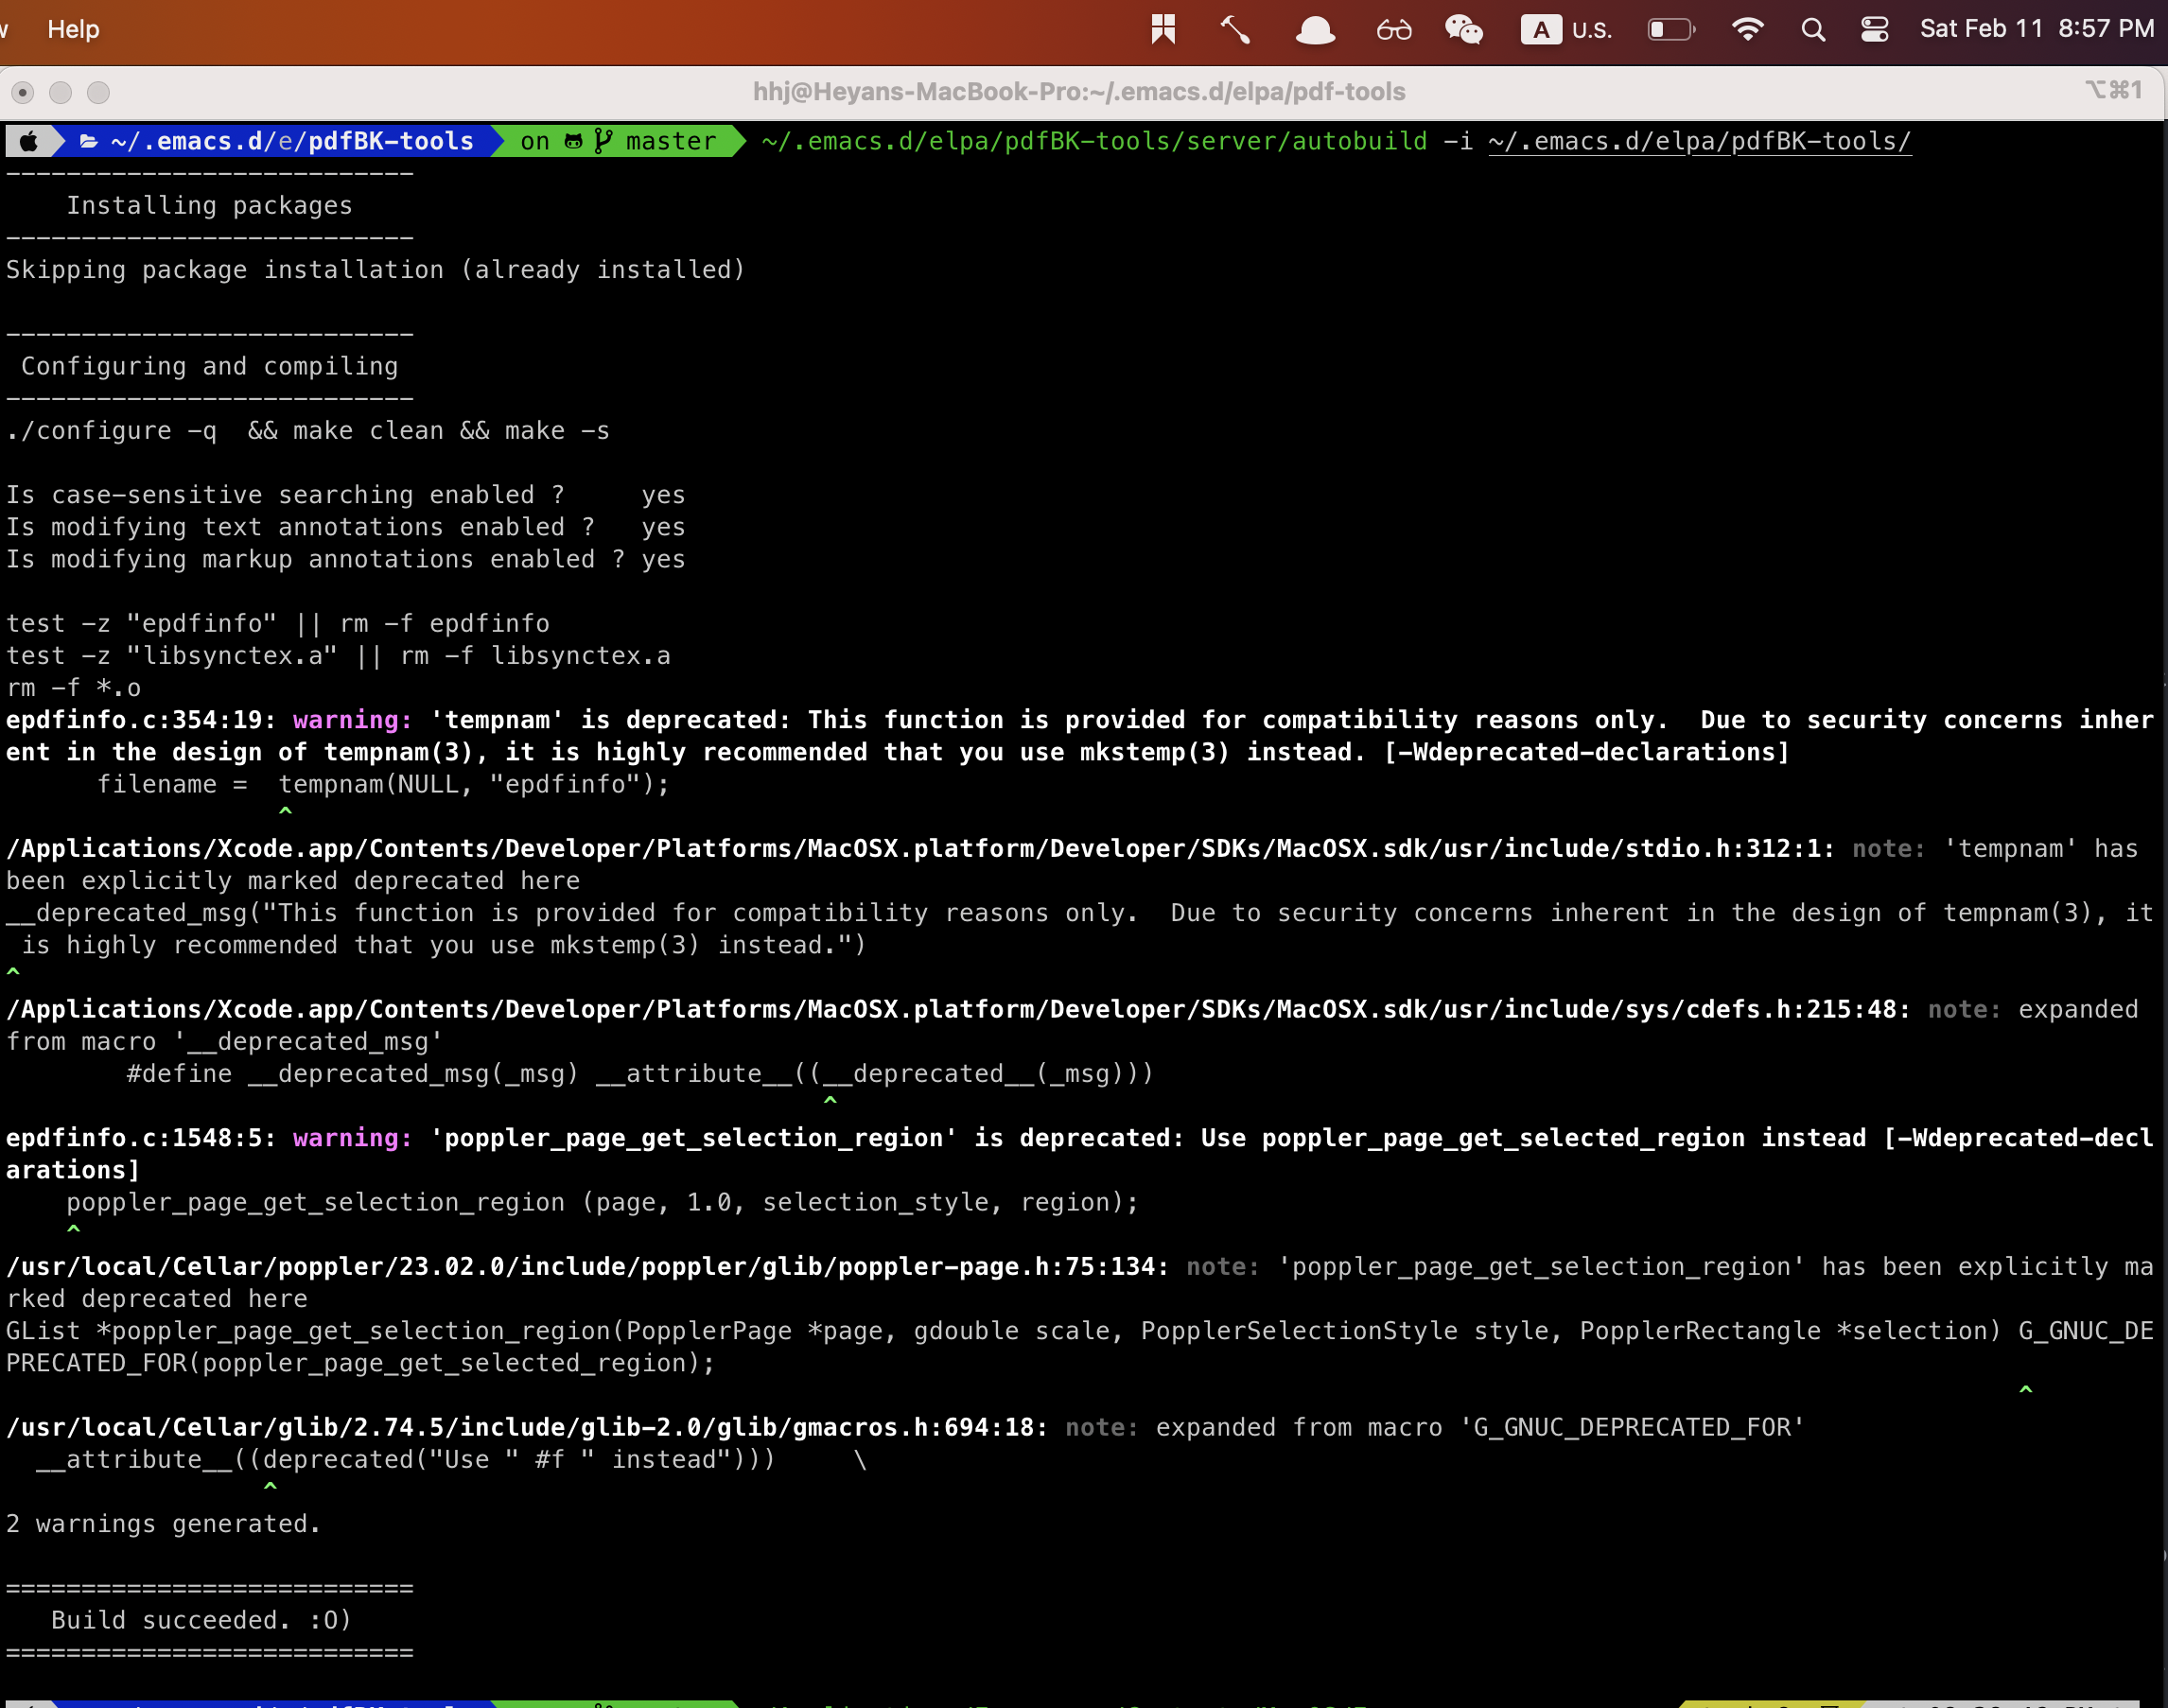 Help A U.S. Sat Feb 11 8:57 PM
hhj@Heyans-MacBook-Pro:~/.emacs.d/elpa/pdf-tools ⌥⌘1
~/.emacs.d/e/pdfBK-tools on master ~/.emacs.d/elpa/pdfBK-tools/server/autobuild -i ~/.emacs.d/elpa/pdfBK-tools/
---------------------------
    Installing packages
---------------------------
Skipping package installation (already installed)
---------------------------
 Configuring and compiling
---------------------------
./configure -q  && make clean && make -s
Is case-sensitive searching enabled ?     yes
Is modifying text annotations enabled ?   yes
Is modifying markup annotations enabled ? yes
test -z "epdfinfo" || rm -f epdfinfo
test -z "libsynctex.a" || rm -f libsynctex.a
rm -f *.o
epdfinfo.c:354:19: warning: 'tempnam' is deprecated: This function is provided for compatibility reasons only.  Due to security concerns inher
ent in the design of tempnam(3), it is highly recommended that you use mkstemp(3) instead. [-Wdeprecated-declarations]
      filename =  tempnam(NULL, "epdfinfo");
                  ^
/Applications/Xcode.app/Contents/Developer/Platforms/MacOSX.platform/Developer/SDKs/MacOSX.sdk/usr/include/stdio.h:312:1: note: 'tempnam' has
been explicitly marked deprecated here
__deprecated_msg("This function is provided for compatibility reasons only.  Due to security concerns inherent in the design of tempnam(3), it
 is highly recommended that you use mkstemp(3) instead.")
^
/Applications/Xcode.app/Contents/Developer/Platforms/MacOSX.platform/Developer/SDKs/MacOSX.sdk/usr/include/sys/cdefs.h:215:48: note: expanded
from macro '__deprecated_msg'
        #define __deprecated_msg(_msg) __attribute__((__deprecated__(_msg)))
                                                      ^
epdfinfo.c:1548:5: warning: 'poppler_page_get_selection_region' is deprecated: Use poppler_page_get_selected_region instead [-Wdeprecated-decl
arations]
    poppler_page_get_selection_region (page, 1.0, selection_style, region);
    ^
/usr/local/Cellar/poppler/23.02.0/include/poppler/glib/poppler-page.h:75:134: note: 'poppler_page_get_selection_region' has been explicitly ma
rked deprecated here
GList *poppler_page_get_selection_region(PopplerPage *page, gdouble scale, PopplerSelectionStyle style, PopplerRectangle *selection) G_GNUC_DE
PRECATED_FOR(poppler_page_get_selected_region);
                                                                                                                                     ^
/usr/local/Cellar/glib/2.74.5/include/glib-2.0/glib/gmacros.h:694:18: note: expanded from macro 'G_GNUC_DEPRECATED_FOR'
  __attribute__((deprecated("Use " #f " instead")))     \
                 ^
2 warnings generated.
===========================
   Build succeeded. :O)
===========================